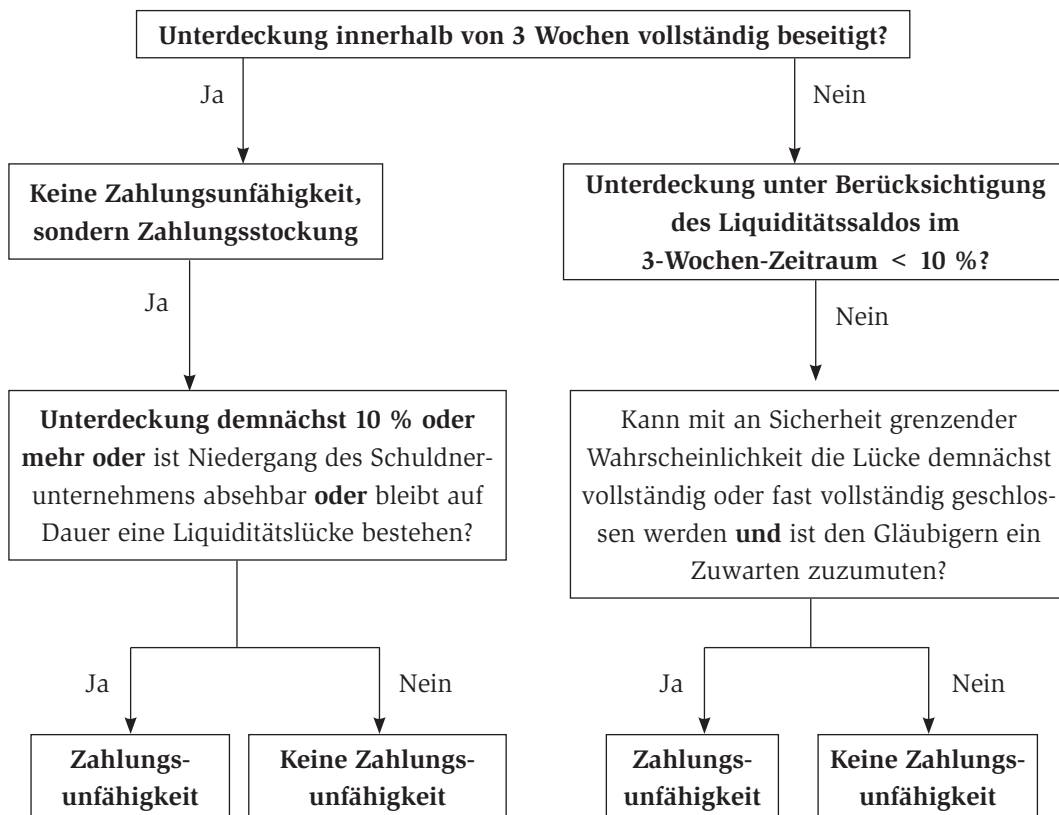 Unterdeckung innerhalb von 3 Wochen vollständig beseitigt?
Ja
Nein
Keine Zahlungsunfähigkeit,
sondern Zahlungsstockung
Unterdeckung unter Berücksichtigung
des Liquiditätssaldos im
3-Wochen-Zeitraum < 10 %?
Ja
Nein
Unterdeckung demnächst 10 % oder
mehr oder ist Niedergang des Schuldner-
unternehmens absehbar oder bleibt auf
Dauer eine Liquiditätslücke bestehen?
Kann mit an Sicherheit grenzender
Wahrscheinlichkeit die Lücke demnächst
vollständig oder fast vollständig geschlos-
sen werden und ist den Gläubigern ein
Zuwarten zuzumuten?
Ja
Nein
Ja
Nein
Zahlungs-
unfähigkeit
Keine Zahlungs-
unfähigkeit
Zahlungs-
unfähigkeit
Keine Zahlungs-
unfähigkeit